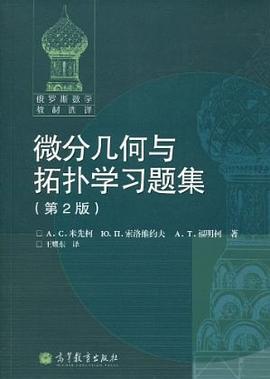 俄罗斯数学
教材选译
微分几何与
拓扑学习题集
(第2版)
□ А. С. 米先柯 Ю. П. 索洛维约夫 А. Т. 福明柯 著
□ 王耀东 译
高等教育出版社